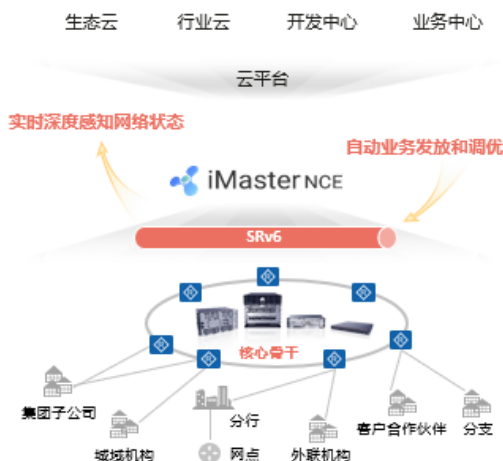 生态云 行业云 开发中心 业务中心
云平台
实时深度感知网络状态
自动业务发放和调优
iMaster NCE
SRv6
核心骨干
集团子公司
分行
客户合作伙伴
分支
城域机构
网点
外联机构